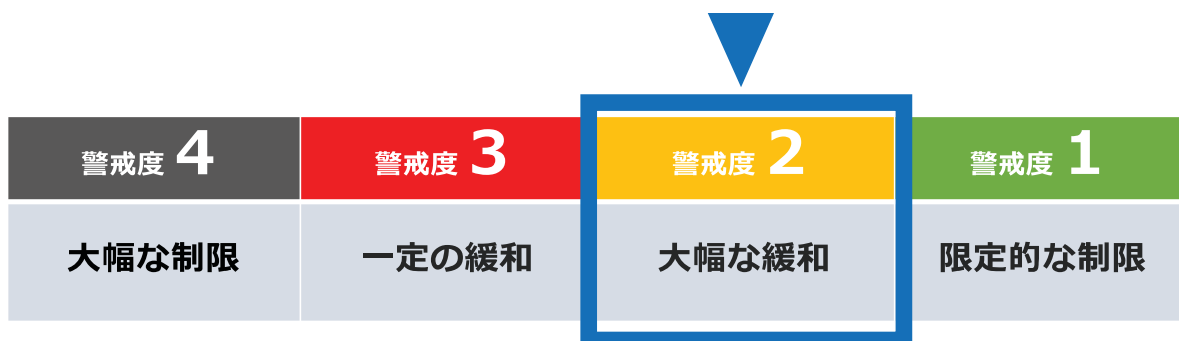 警戒度 4
警戒度 3
警戒度 2
警戒度 1
大幅な制限
一定の緩和
大幅な緩和
限定的な制限